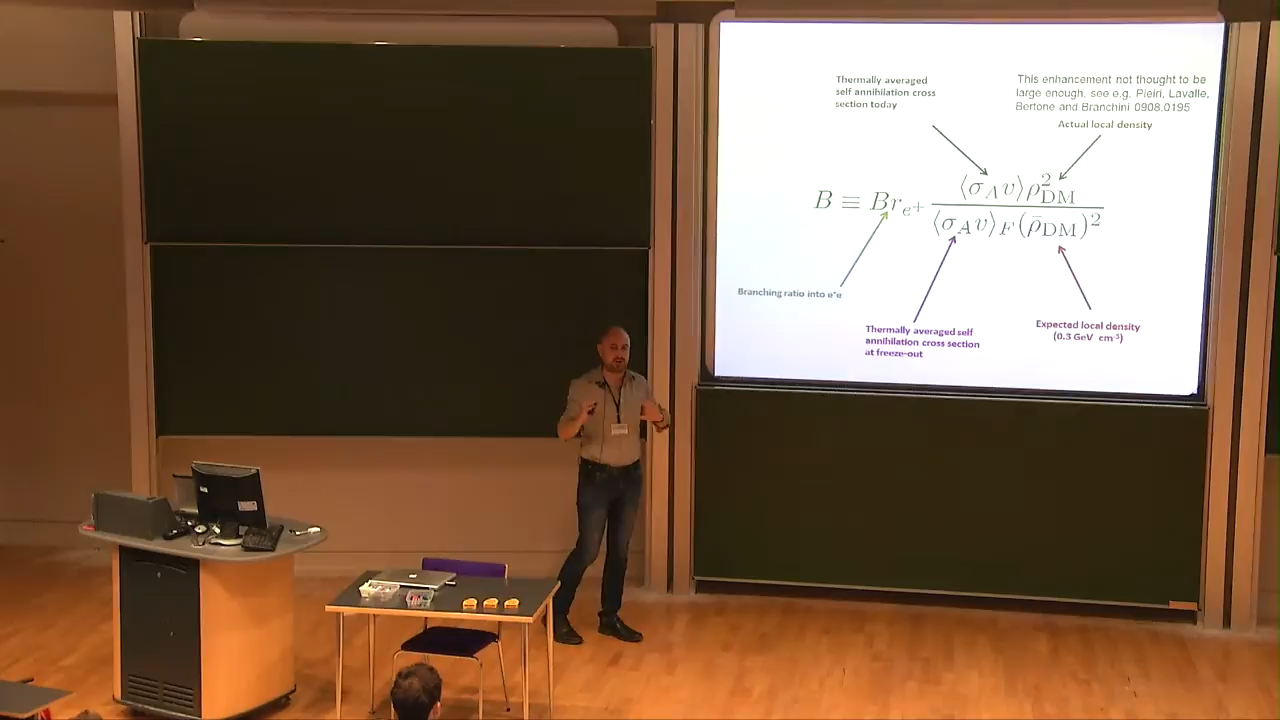 Thermally averaged
self annihilation cross
section today
This enhancement not thought to be
large enough, see e.g. Pieiri, Lavalle,
Bertone and Branchini 0908.0195
Actual local density
B ≡ Br_{e+} ⟨σ_A v⟩ρ²_DM / ⟨σ_A v⟩_F (ρ̄_DM)²
Branching ratio into e⁺e
Thermally averaged self
annihilation cross section
at freeze-out
Expected local density
(0.3 GeV cm⁻³)